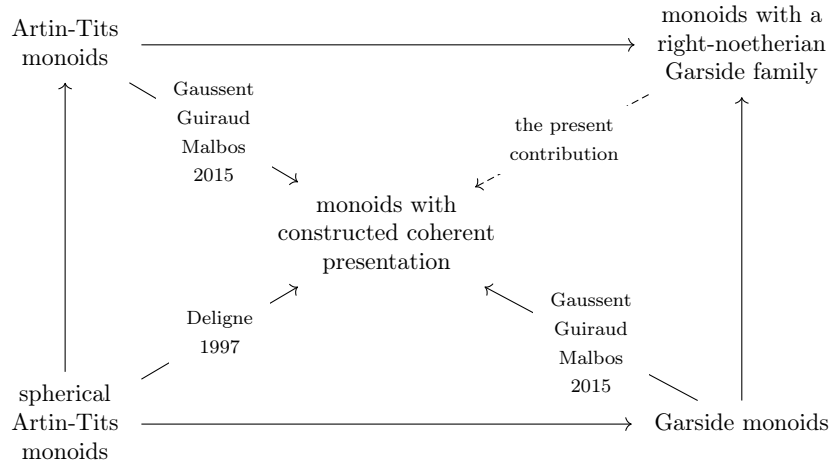 Artin-Tits
monoids
monoids with a
right-noetherian
Garside family
Gaussent
Guiraud
Malbos
2015
the present
contribution
monoids with
constructed coherent
presentation
Deligne
1997
Gaussent
Guiraud
Malbos
2015
spherical
Artin-Tits
monoids
Garside monoids